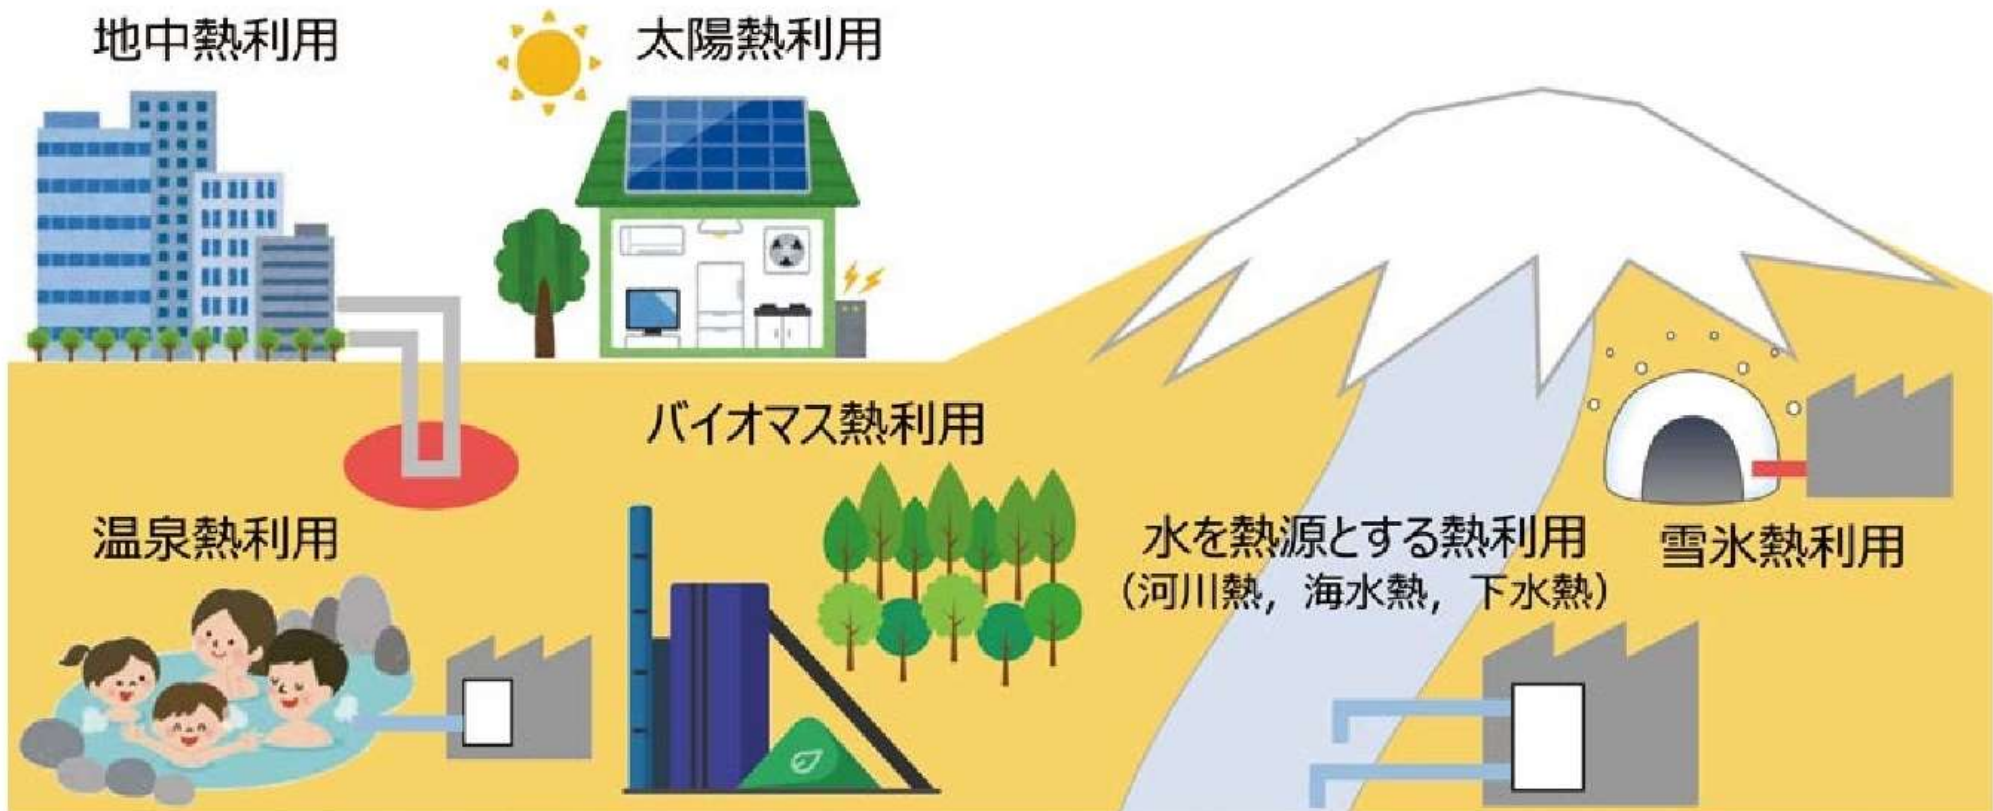 地中熱利用
太陽熱利用
バイオマス熱利用
温泉熱利用
水を熱源とする熱利用
（河川熱，海水熱，下水熱）
雪氷熱利用